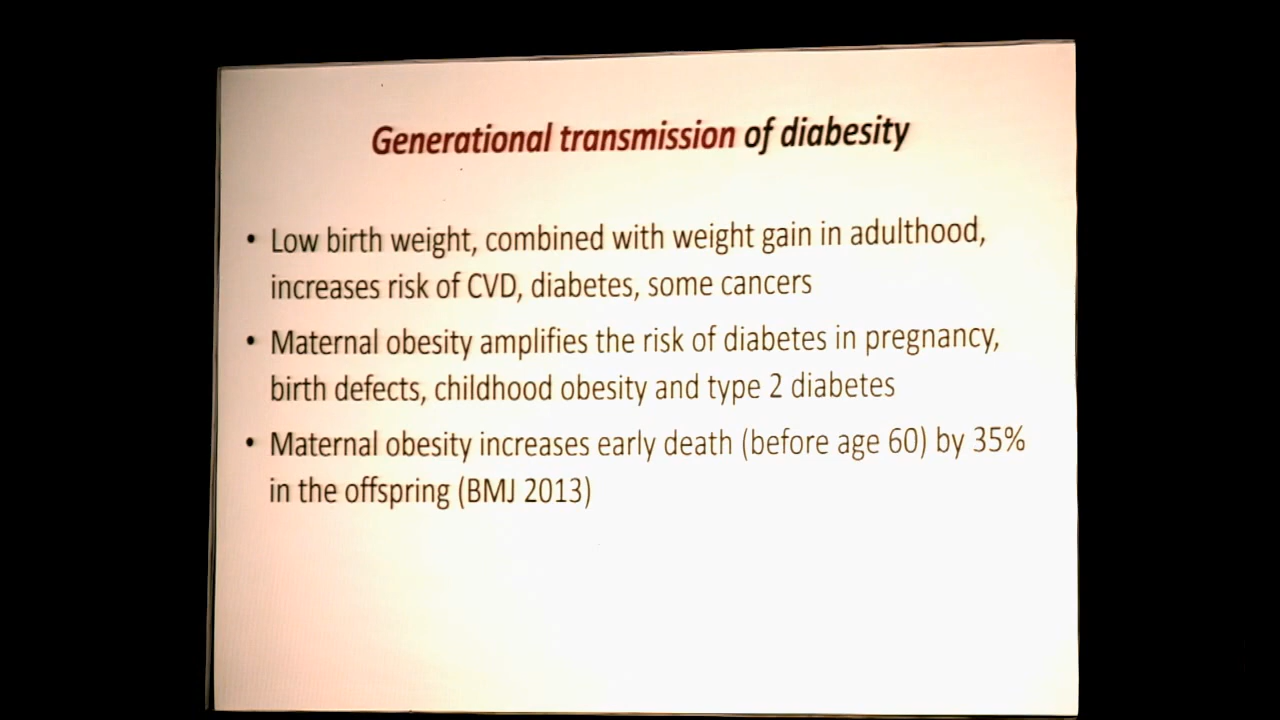 Generational transmission of diabesity
• Low birth weight, combined with weight gain in adulthood,
increases risk of CVD, diabetes, some cancers
• Maternal obesity amplifies the risk of diabetes in pregnancy,
birth defects, childhood obesity and type 2 diabetes
• Maternal obesity increases early death (before age 60) by 35%
in the offspring (BMJ 2013)